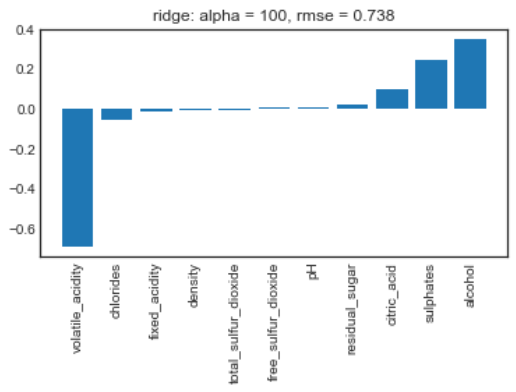 ridge: alpha = 100, rmse = 0.738
0.4
0.2
0.0
−0.2
−0.4
−0.6
volatile_acidity
chlorides
fixed_acidity
density
total_sulfur_dioxide
free_sulfur_dioxide
pH
residual_sugar
citric_acid
sulphates
alcohol